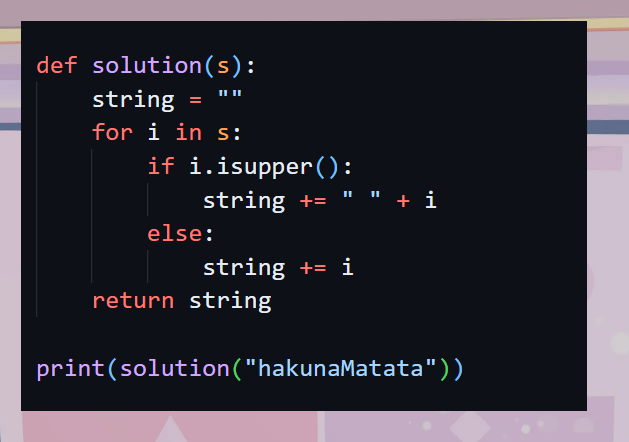 def solution(s):
    string = ""
    for i in s:
        if i.isupper():
            string += " " + i
        else:
            string += i
    return string

print(solution("hakunaMatata"))